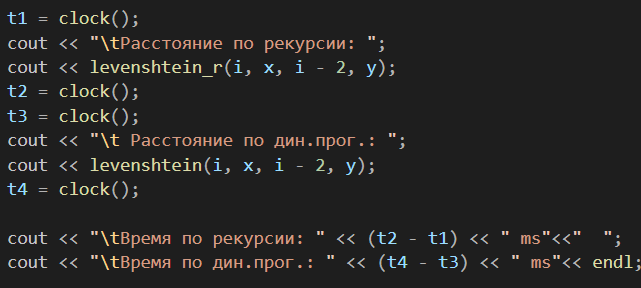 t1 = clock();
cout << "\tРасстояние по рекурсии: ";
cout << levenshtein_r(i, x, i - 2, y);
t2 = clock();
t3 = clock();
cout << "\t Расстояние по дин.прог.: ";
cout << levenshtein(i, x, i - 2, y);
t4 = clock();
cout << "\tВремя по рекурсии: " << (t2 - t1) << " ms"<<"  ";
cout << "\tВремя по дин.прог.: " << (t4 - t3) << " ms"<< endl;